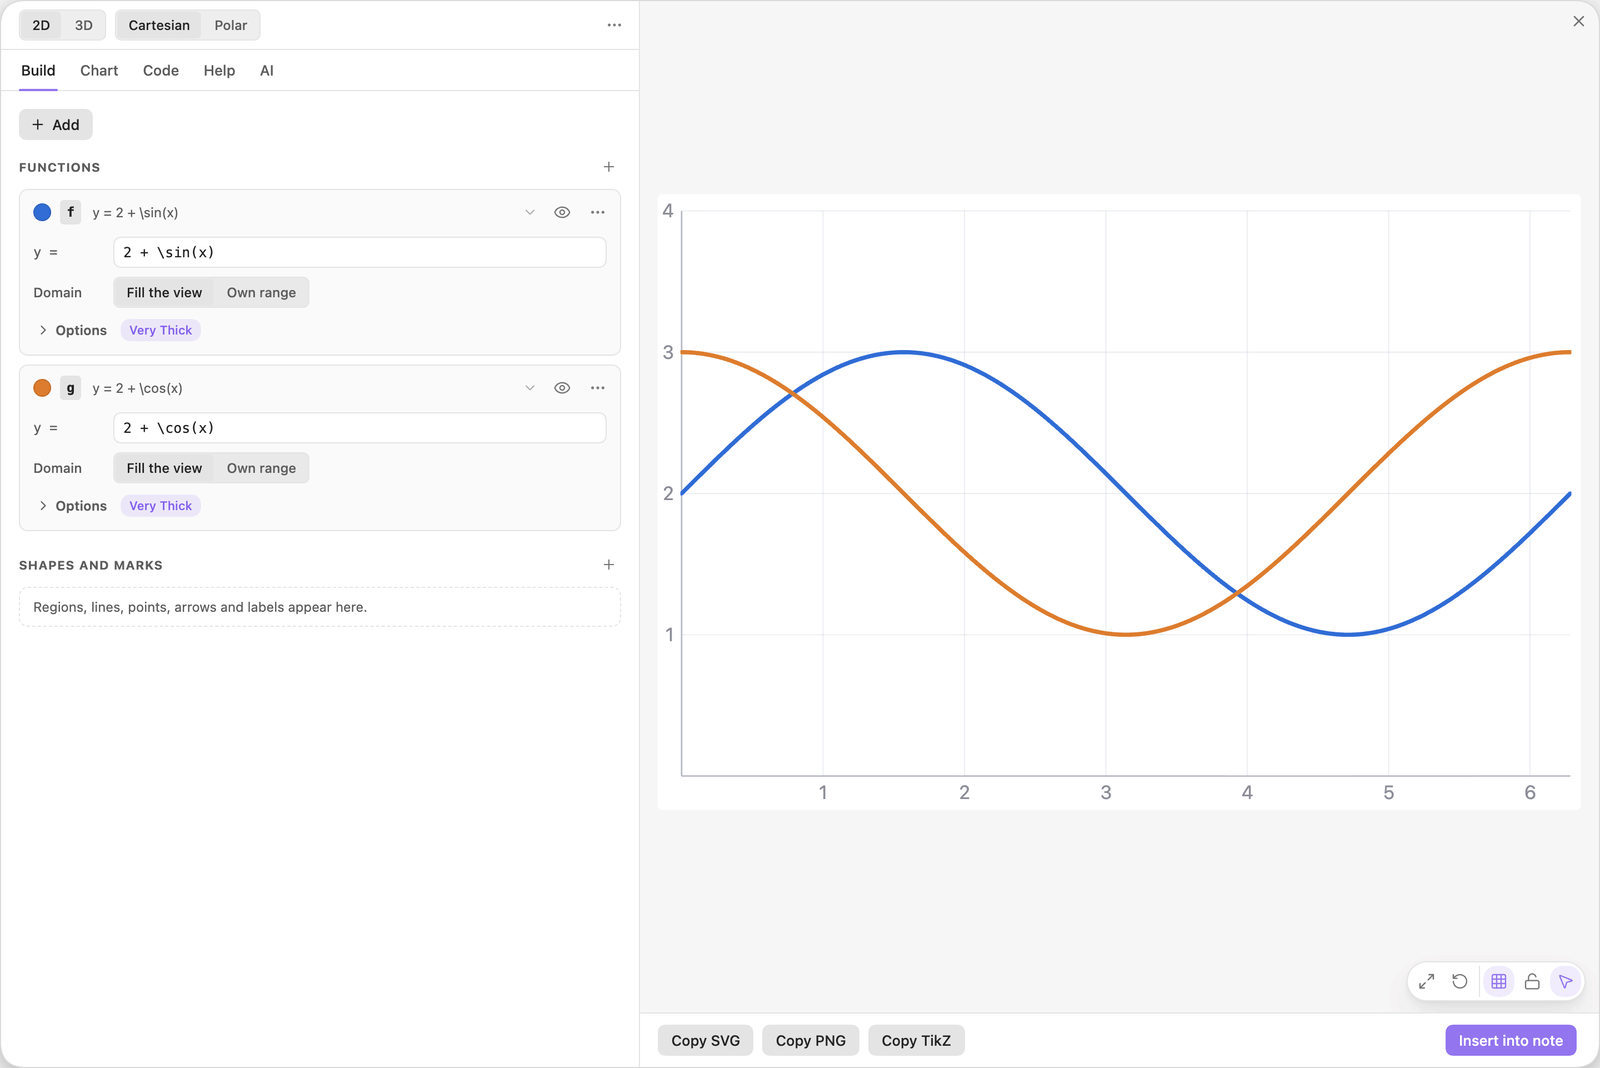 2D 3D Cartesian Polar
Build Chart Code Help AI
+ Add
FUNCTIONS
f y = 2 + \sin(x)
y = 2 + \sin(x)
Domain Fill the view Own range
Options Very Thick
g y = 2 + \cos(x)
y = 2 + \cos(x)
Domain Fill the view Own range
Options Very Thick
SHAPES AND MARKS
Regions, lines, points, arrows and labels appear here.
4
3
2
1
1 2 3 4 5 6
Copy SVG Copy PNG Copy TikZ Insert into note